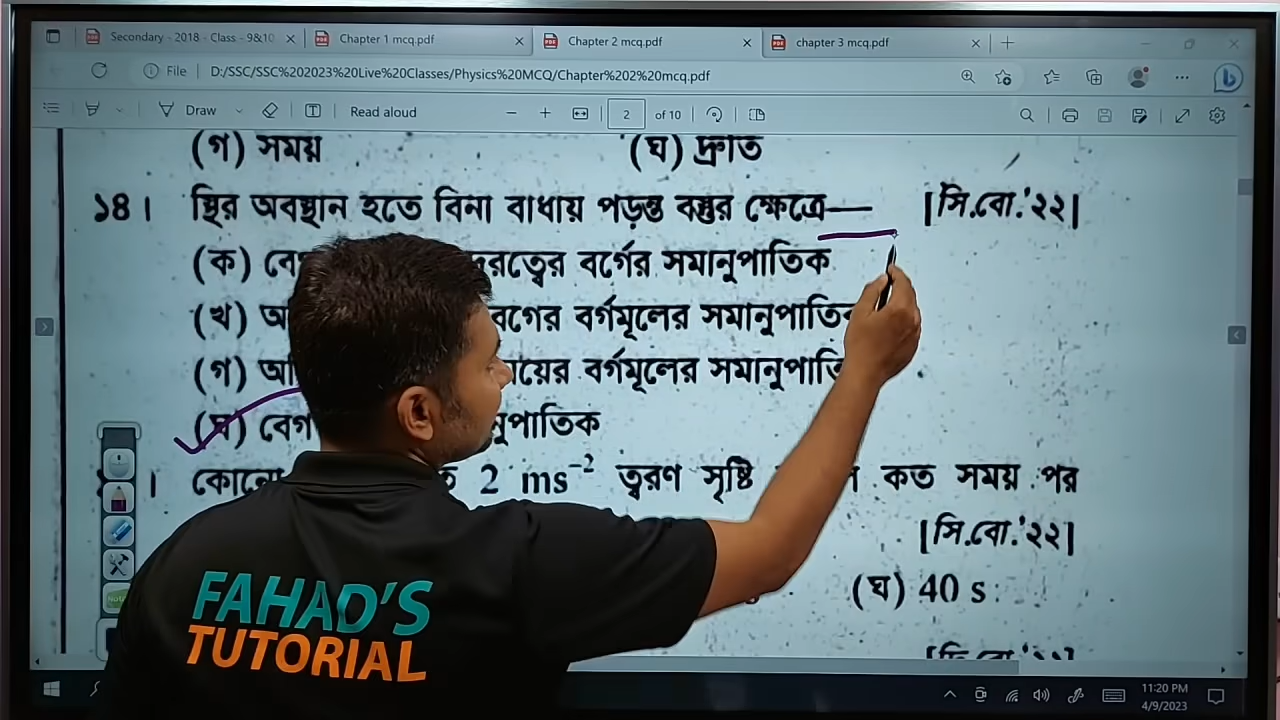 Secondary - 2018 - Class - 9&10
Chapter 1 mcq.pdf
Chapter 2 mcq.pdf
chapter 3 mcq.pdf
File
D:/SSC/SSC%202023%20Live%20Classes/Physics%20MCQ/Chapter%202%20mcq.pdf
Draw
Read aloud
2 of 10
(গ) সময় (ঘ) দ্রুতি
১৪। স্থির অবস্থান হতে বিনা বাধায় পড়ন্ত বস্তুর ক্ষেত্রে— [সি.বো.'২২]
(ক) দূরত্বের বর্গের সমানুপাতিক
(খ) বর্গমূলের
(গ) বর্গমূলের
(ঘ) বেগ
কোনো 2 ms⁻² ত্বরণ সৃষ্টি কত সময় পর
[সি.বো.'২২]
(ঘ) 40 s
FAHAD'S
TUTORIAL
11:20 PM
4/9/2023